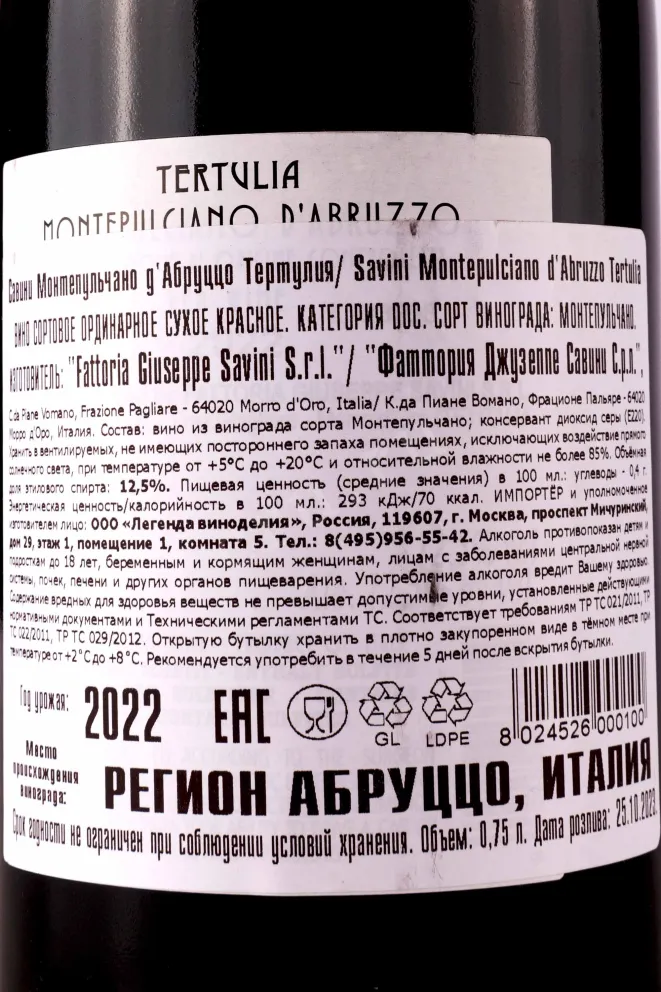 TERTULIA
MONTEPULCIANO D'ABRUZZO
Савини Монтепульчано д'Абруццо Тертулия/ Savini Montepulciano d'Abruzzo Tertulia
ВИНО СОРТОВОЕ ОРДИНАРНОЕ СУХОЕ КРАСНОЕ. КАТЕГОРИЯ DOC. СОРТ ВИНОГРАДА: МОНТЕПУЛЬЧАНО.
ИЗГОТОВИТЕЛЬ: "Fattoria Giuseppe Savini S.r.l."/ "Фаттория Джузеппе Савини С.р.л.",
C.da Piane Vomano, Frazione Pagliare - 64020 Morro d'Oro, Italia/ К.да Пиане Вомано, Фрационе Пальяре - 64020
Морро д'Оро, Италия. Состав: вино из винограда сорта Монтепульчано; консервант диоксид серы (Е220).
Хранить в вентилируемых, не имеющих постороннего запаха помещениях, исключающих воздействие прямого
солнечного света, при температуре от +5°С до +20°С и относительной влажности не более 85%. Объёмная
доля этилового спирта: 12,5%. Пищевая ценность (средние значения) в 100 мл.: углеводы - 0,4 г.
Энергетическая ценность/калорийность в 100 мл.: 293 кДж/70 ккал. ИМПОРТЁР и уполномоченное
изготовителем лицо: ООО «Легенда виноделия», Россия, 119607, г. Москва, проспект Мичуринский,
дом 29, этаж 1, помещение 1, комната 5. Тел.: 8(495)956-55-42. Алкоголь противопоказан детям и
подросткам до 18 лет, беременным и кормящим женщинам, лицам с заболеваниями центральной нервной
системы, почек, печени и других органов пищеварения. Употребление алкоголя вредит Вашему здоровью.
Содержание вредных для здоровья веществ не превышает допустимые уровни, установленные действующими
нормативными документами и Техническими регламентами ТС. Соответствует требованиям ТР ТС 021/2011, ТР
ТС 022/2011, ТР ТС 029/2012. Открытую бутылку хранить в плотно закупоренном виде в тёмном месте при
температуре от +2°С до +8°С. Рекомендуется употребить в течение 5 дней после вскрытия бутылки.
Год урожая: 2022 EAC GL LDPE 8 024526 000100
Место
происхождения
винограда:
РЕГИОН АБРУЦЦО, ИТАЛИЯ
Срок годности не ограничен при соблюдении условий хранения. Объем: 0,75 л. Дата розлива: 25.10.2023.